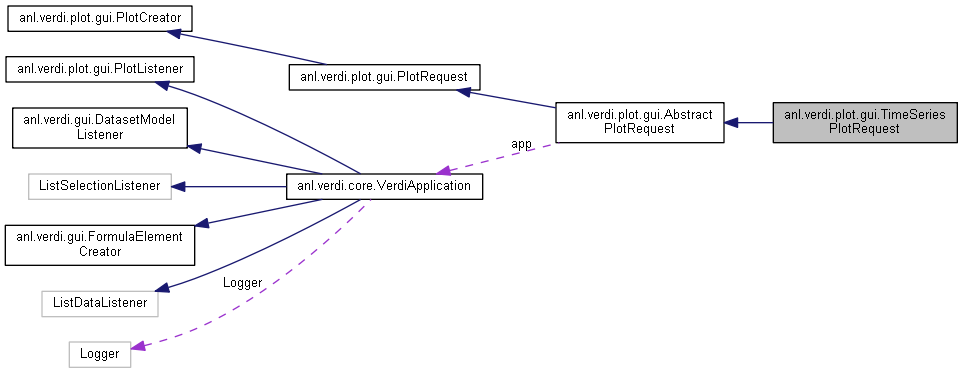 anl.verdi.plot.gui.PlotCreator
anl.verdi.plot.gui.PlotListener
anl.verdi.plot.gui.PlotRequest
anl.verdi.gui.DatasetModel
Listener
anl.verdi.plot.gui.Abstract
PlotRequest
anl.verdi.plot.gui.TimeSeries
PlotRequest
app
ListSelectionListener
anl.verdi.core.VerdiApplication
anl.verdi.gui.FormulaElement
Creator
Logger
ListDataListener
Logger